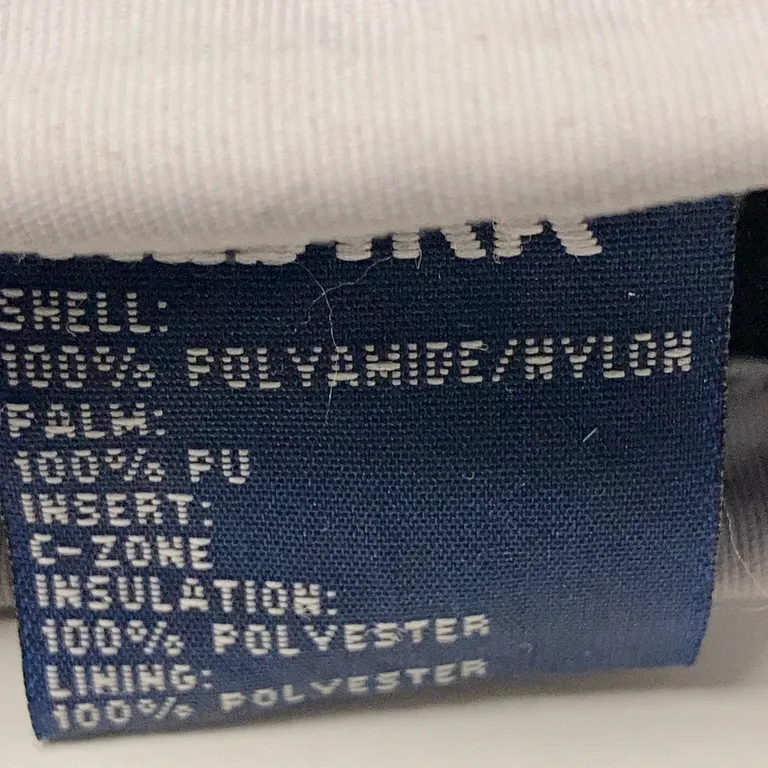 SHELL:
100% POLYAMIDE/NYLON
PALM:
100% PU
INSERT:
C-ZONE
INSULATION:
100% POLYESTER
LINING:
100% POLYESTER